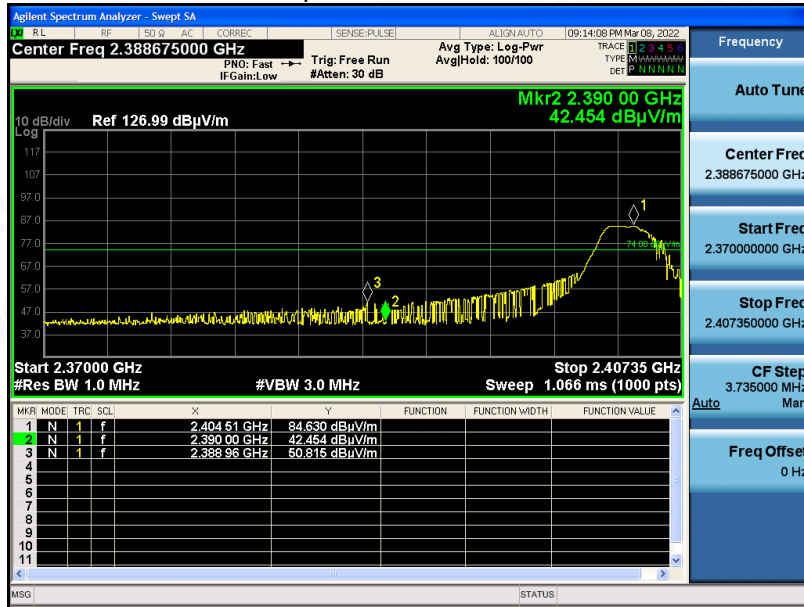 Agilent Spectrum Analyzer - Swept SA
LXI RL RF 50 Ω AC CORREC SENSE:PULSE ALIGN AUTO 09:14:08 PM Mar 08, 2022
Center Freq 2.388675000 GHz
PNO: Fast
IFGain:Low
Trig: Free Run
#Atten: 30 dB
Avg Type: Log-Pwr
Avg|Hold: 100/100
TRACE 1 2 3 4 5 6
TYPE M WWWWW
DET P N N N N N
Frequency
Auto Tune
Center Freq
2.388675000 GHz
Start Freq
2.370000000 GHz
Stop Freq
2.407350000 GHz
CF Step
3.735000 MHz
Auto Man
Freq Offset
0 Hz
Mkr2 2.390 00 GHz
42.454 dBµV/m
10 dB/div Ref 126.99 dBµV/m
Log
117
107
97.0
87.0
77.0
67.0
57.0
47.0
37.0
1
74.00 dBµV/m
3
2
Start 2.37000 GHz Stop 2.40735 GHz
#Res BW 1.0 MHz #VBW 3.0 MHz Sweep 1.066 ms (1000 pts)
MKR MODE TRC SCL X Y FUNCTION FUNCTION WIDTH FUNCTION VALUE
1 N 1 f 2.404 51 GHz 84.630 dBµV/m
2 N 1 f 2.390 00 GHz 42.454 dBµV/m
3 N 1 f 2.388 96 GHz 50.815 dBµV/m
4
5
6
7
8
9
10
11
MSG STATUS